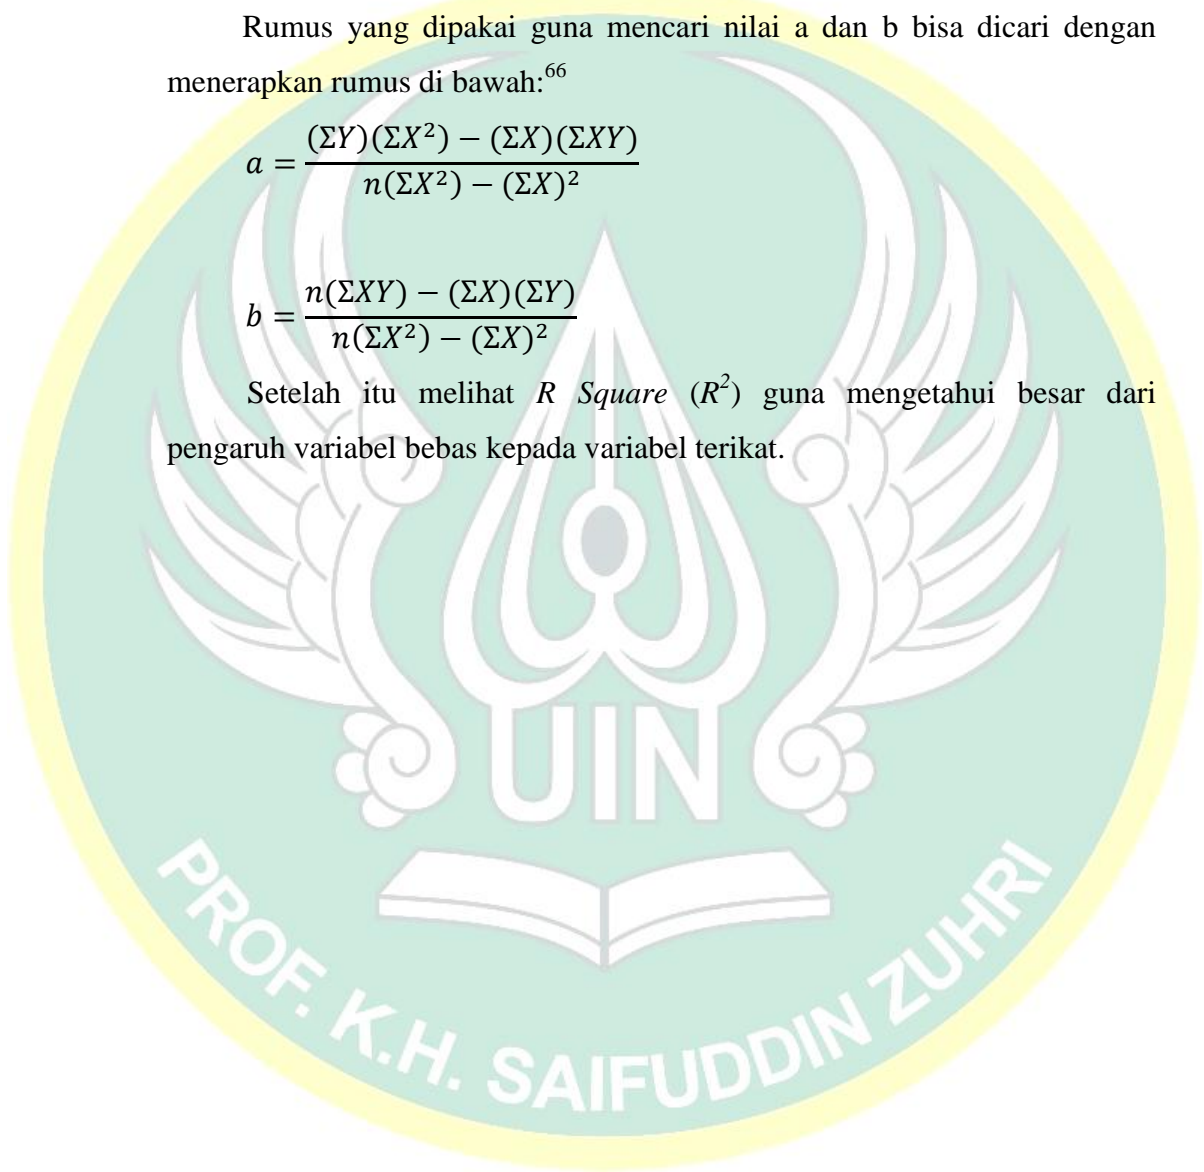 Rumus yang dipakai guna mencari nilai a dan b bisa dicari dengan
menerapkan rumus di bawah:⁶⁶
𝑎 = (Σ𝑌)(Σ𝑋²) − (Σ𝑋)(Σ𝑋𝑌) / 𝑛(Σ𝑋²) − (Σ𝑋)²
𝑏 = 𝑛(Σ𝑋𝑌) − (Σ𝑋)(Σ𝑌) / 𝑛(Σ𝑋²) − (Σ𝑋)²
Setelah itu melihat R Square (R²) guna mengetahui besar dari
pengaruh variabel bebas kepada variabel terikat.
UIN
PROF. K.H. SAIFUDDIN ZUHRI